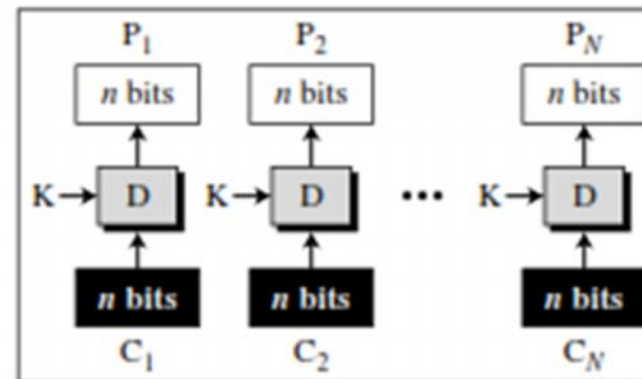 P1 P2 PN
n bits n bits n bits
K D K D ••• K D
n bits n bits n bits
C1 C2 CN